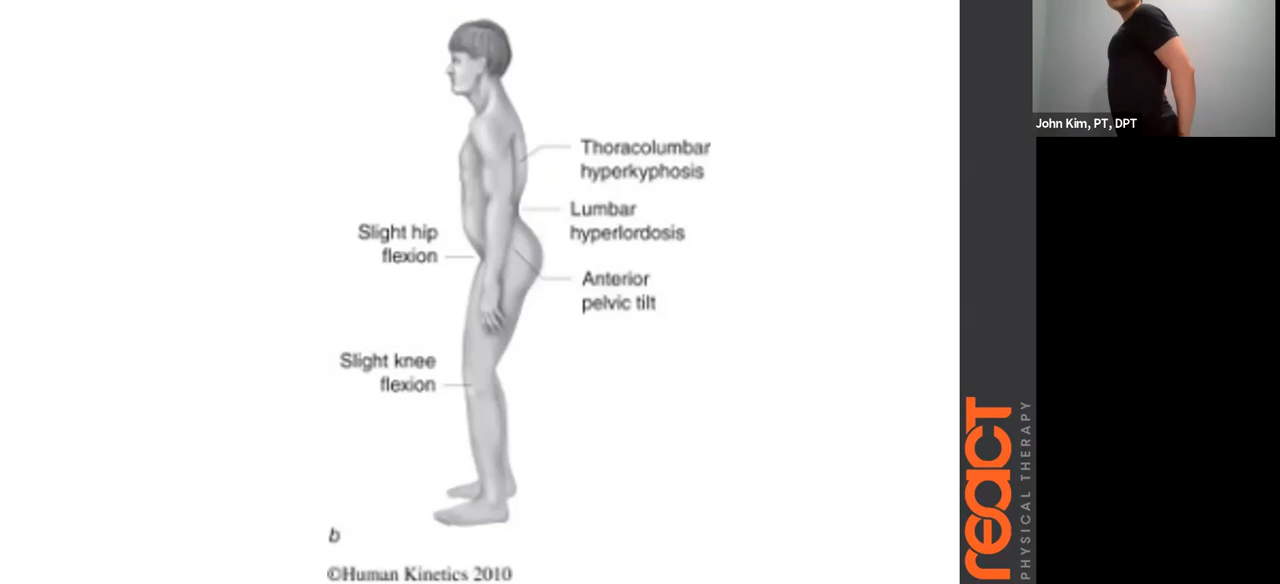 Thoracolumbar
hyperkyphosis
Lumbar
hyperlordosis
Slight hip
flexion
Anterior
pelvic tilt
Slight knee
flexion
b
©Human Kinetics 2010
John Kim, PT, DPT
react
PHYSICAL THERAPY